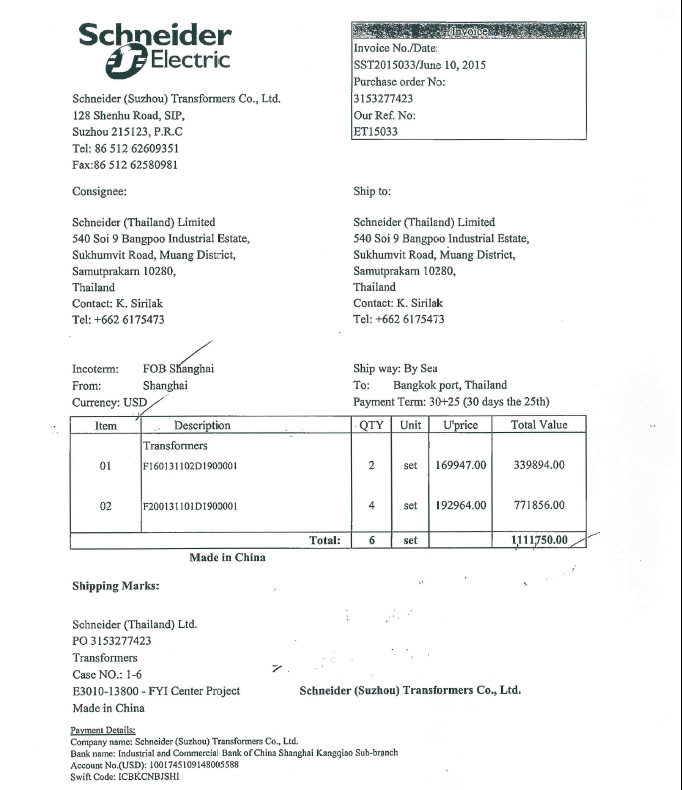 Schneider
Electric
Invoice
Invoice No./Date:
SST2015033/June 10, 2015
Purchase order No:
3153277423
Our Ref. No:
ET15033
Schneider (Suzhou) Transformers Co., Ltd.
128 Shenhu Road, SIP,
Suzhou 215123, P.R.C
Tel: 86 512 62609351
Fax:86 512 62580981
Consignee:
Schneider (Thailand) Limited
540 Soi 9 Bangpoo Industrial Estate,
Sukhumvit Road, Muang District,
Samutprakarn 10280,
Thailand
Contact: K. Sirilak
Tel: +662 6175473
Ship to:
Schneider (Thailand) Limited
540 Soi 9 Bangpoo Industrial Estate,
Sukhumvit Road, Muang District,
Samutprakarn 10280,
Thailand
Contact: K. Sirilak
Tel: +662 6175473
Incoterm: FOB Shanghai
From: Shanghai
Currency: USD
Ship way: By Sea
To: Bangkok port, Thailand
Payment Term: 30+25 (30 days the 25th)
Item Description QTY Unit U'price Total Value
Transformers
01 F160131102D1900001 2 set 169947.00 339894.00
02 F200131101D1900001 4 set 192964.00 771856.00
Total: 6 set 1,111,750.00
Made in China
Shipping Marks:
Schneider (Thailand) Ltd.
PO 3153277423
Transformers
Case NO.: 1-6
E3010-13800 - FYI Center Project
Made in China
Schneider (Suzhou) Transformers Co., Ltd.
Payment Details:
Company name: Schneider (Suzhou) Transformers Co., Ltd.
Bank name: Industrial and Commercial Bank of China Shanghai Kangqiao Sub-branch
Account No.(USD): 1001745109148005588
Swift Code: ICBKCNBJSHI